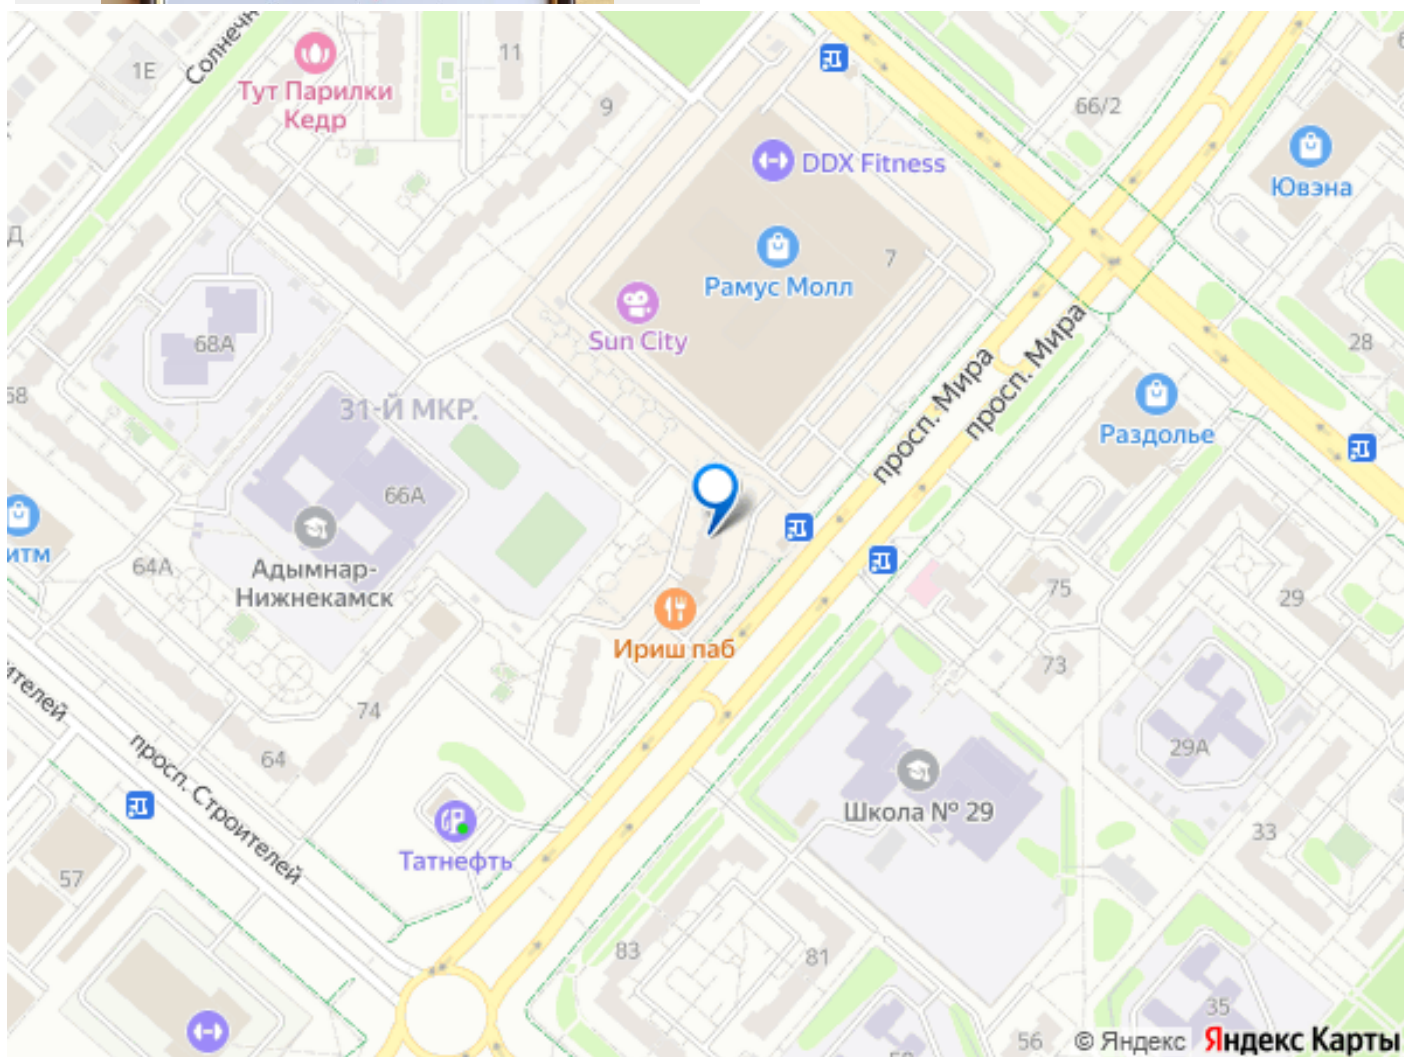 Солнечн
1Е
11
Тут Парилки
Кедр
9
66/2
DDX Fitness
Ювэна
Д
7
Рамус Молл
Sun City
68А
28
просп. Мира
просп. Мира
31-Й МКР.
58
Раздолье
66А
итм
64А
Адымнар-
Нижнекамск
75
29
Ириш паб
73
ителей
74
64
29А
просп. Строителей
Школа № 29
Татнефть
33
57
83
81
35
56
© Яндекс Яндекс Карты